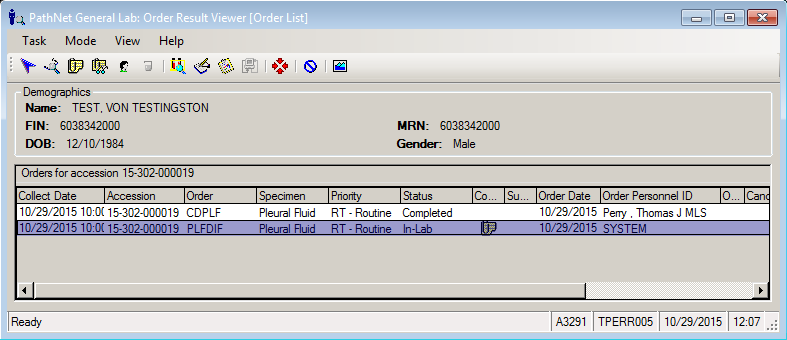 PathNet General Lab: Order Result Viewer [Order List]
Task Mode View Help
Demographics
Name: TEST, VON TESTINGSTON
FIN: 6038342000 MRN: 6038342000
DOB: 12/10/1984 Gender: Male
Orders for accession 15-302-000019
Collect Date Accession Order Specimen Priority Status Co... Su... Order Date Order Personnel ID O... Canc
10/29/2015 10:00 15-302-000019 CDPLF Pleural Fluid RT - Routine Completed 10/29/2015 Perry , Thomas J MLS
10/29/2015 10:00 15-302-000019 PLFDIF Pleural Fluid RT - Routine In-Lab 10/29/2015 SYSTEM
Ready A3291 TPERR005 10/29/2015 12:07